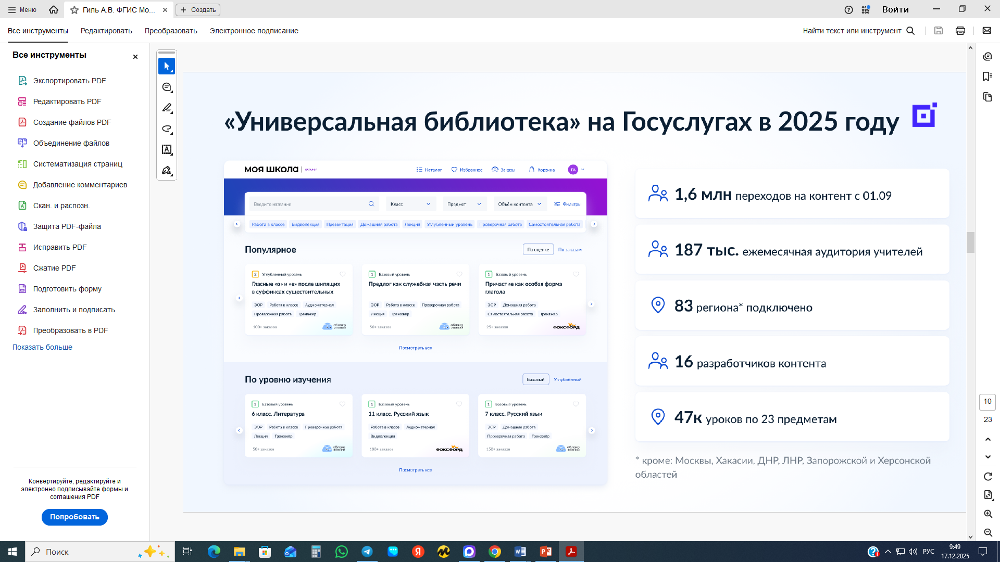 Меню
Гиль А.В. ФГИС Мо...
Создать
Войти
Все инструменты
Редактировать
Преобразовать
Электронное подписание
Найти текст или инструмент
Все инструменты
Экспортировать PDF
Редактировать PDF
Создание файлов PDF
Объединение файлов
Систематизация страниц
Добавление комментариев
Скан. и распозн.
Защита PDF-файла
Исправить PDF
Сжатие PDF
Подготовить форму
Заполнить и подписать
Преобразовать в PDF
Показать больше
Конвертируйте, редактируйте и
электронно подписывайте формы и
соглашения PDF
Попробовать
«Универсальная библиотека» на Госуслугах в 2025 году
МОЯ ШКОЛА | КАТАЛОГ
Каталог
Избранное
Заказы
Корзина
ГА
Введите название
Класс
Предмет
Объём контента
Фильтры
Работа в классе
Видеолекция
Презентация
Домашняя работа
Лекция
Углубленный уровень
Проверочная работа
Самостоятельная работа
Популярное
По оценке
По заказам
2 Углубленный уровень
Гласные «о» и «е» после шипящих
в суффиксах существительных
ЭОР Работа в классе Аудиоматериал
Проверочная работа Тренажёр
100+ заказов
облако
знаний
1 Базовый уровень
Предлог как служебная часть речи
ЭОР Работа в классе Проверочная работа
Лекция Тренажёр
50+ заказов
облако
знаний
1 Базовый уровень
Причастие как особая форма
глагола
ЭОР Домашняя работа
Самостоятельная работа Тренажёр
25+ заказов
ФОКСФОРД
Посмотреть все
По уровню изучения
Базовый
Углублённый
1 Базовый уровень
6 класс. Литература
ЭОР Работа в классе Проверочная работа
Лекция Тренажёр
50+ заказов
облако
знаний
1 Базовый уровень
11 класс. Русский язык
Работа в классе Аудиоматериал
Видеолекция
100+ заказов
ФОКСФОРД
1 Базовый уровень
7 класс. Русский язык
ЭОР Домашняя работа
Проверочная работа Тренажёр
150+ заказов
облако
знаний
Посмотреть все
1,6 млн переходов на контент с 01.09
187 тыс. ежемесячная аудитория учителей
83 региона* подключено
16 разработчиков контента
47к уроков по 23 предметам
* кроме: Москвы, Хакасии, ДНР, ЛНР, Запорожской и Херсонской
областей
10
23
Поиск
РУС
9:49
17.12.2025